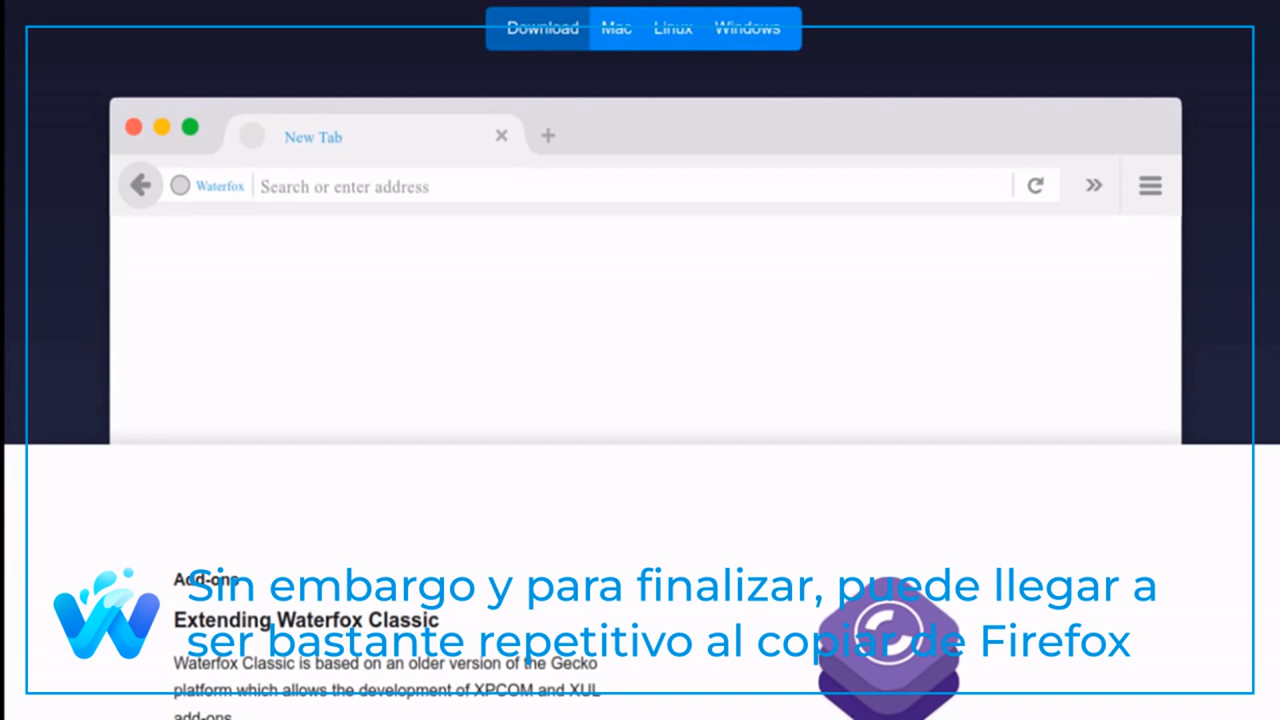 Download Mac Linux Windows
New Tab
Waterfox Search or enter address
Add-ons
Sin embargo y para finalizar, puede llegar a
Extending Waterfox Classic
ser bastante repetitivo al copiar de Firefox
Waterfox Classic is based on an older version of the Gecko
platform which allows the development of XPCOM and XUL
add-ons